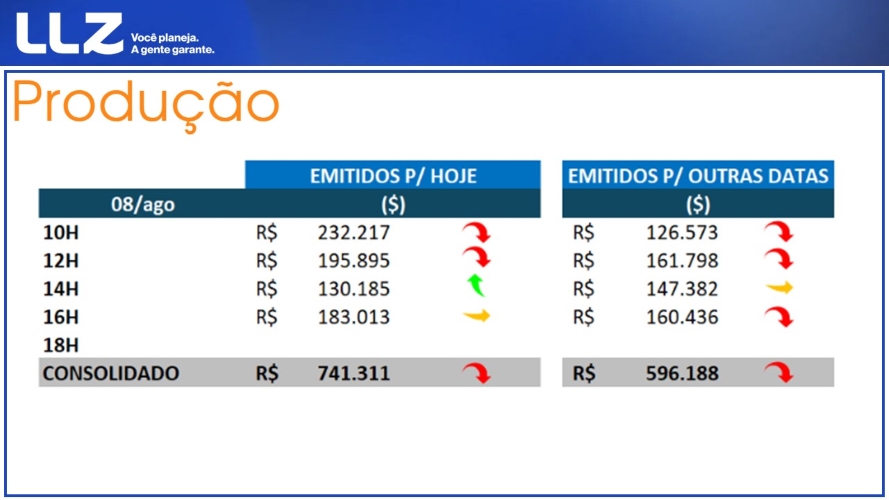 LLZ Você planeja.
A gente garante.
Produção
EMITIDOS P/ HOJE EMITIDOS P/ OUTRAS DATAS
08/ago ($) ($)
10H R$ 232.217 R$ 126.573
12H R$ 195.895 R$ 161.798
14H R$ 130.185 R$ 147.382
16H R$ 183.013 R$ 160.436
18H
CONSOLIDADO R$ 741.311 R$ 596.188